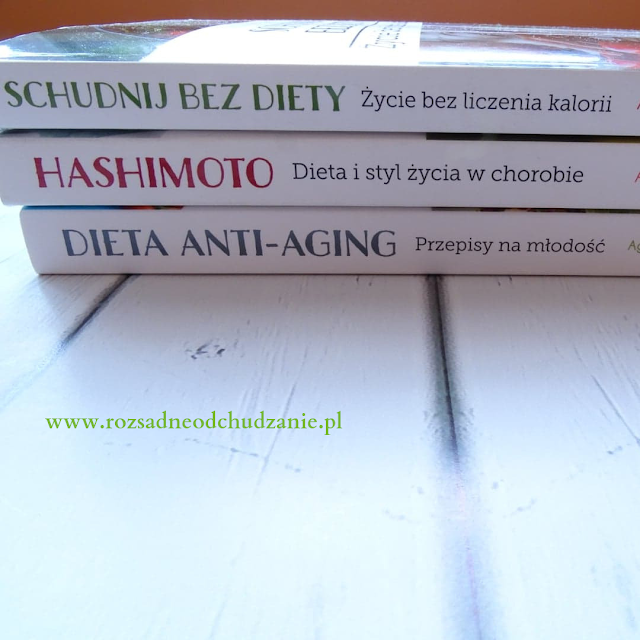 SCHUDNIJ BEZ DIETY Życie bez liczenia kalorii
HASHIMOTO Dieta i styl życia w chorobie
DIETA ANTI-AGING Przepisy na młodość
www.rozsadneodchudzanie.pl